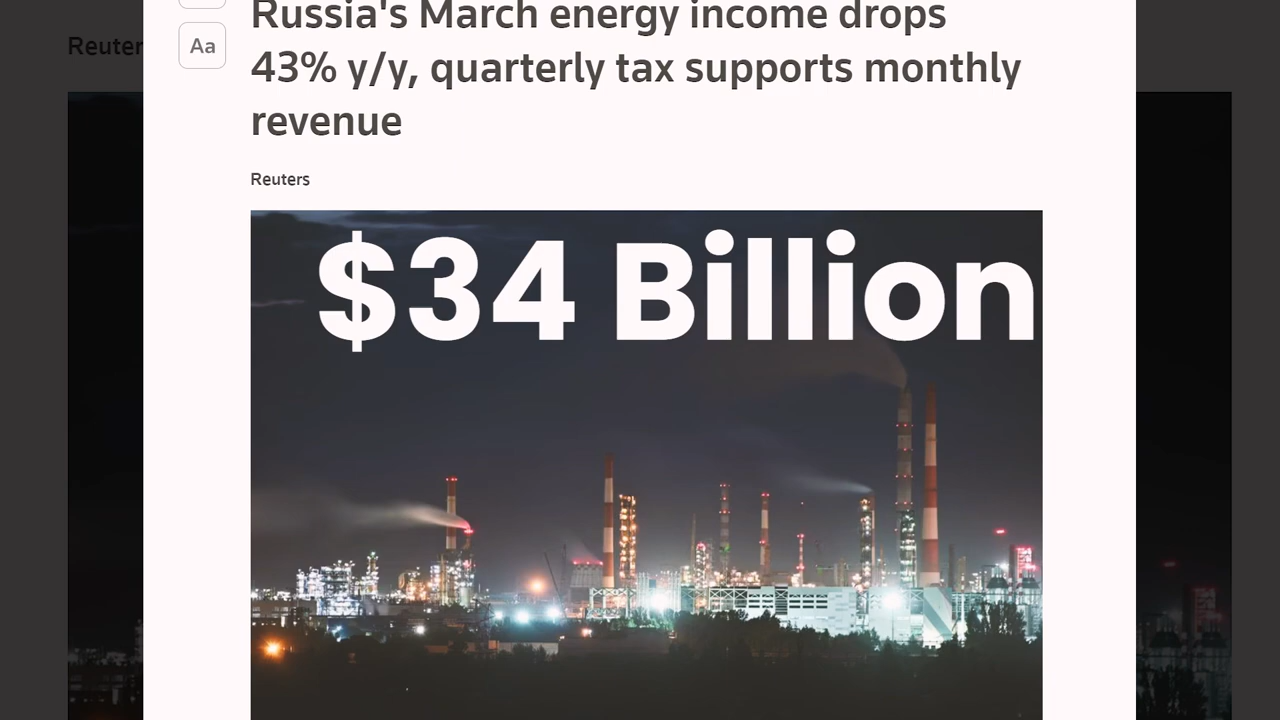 Reuter
Aa
Russia's March energy income drops
43% y/y, quarterly tax supports monthly
revenue
Reuters
$34 Billion